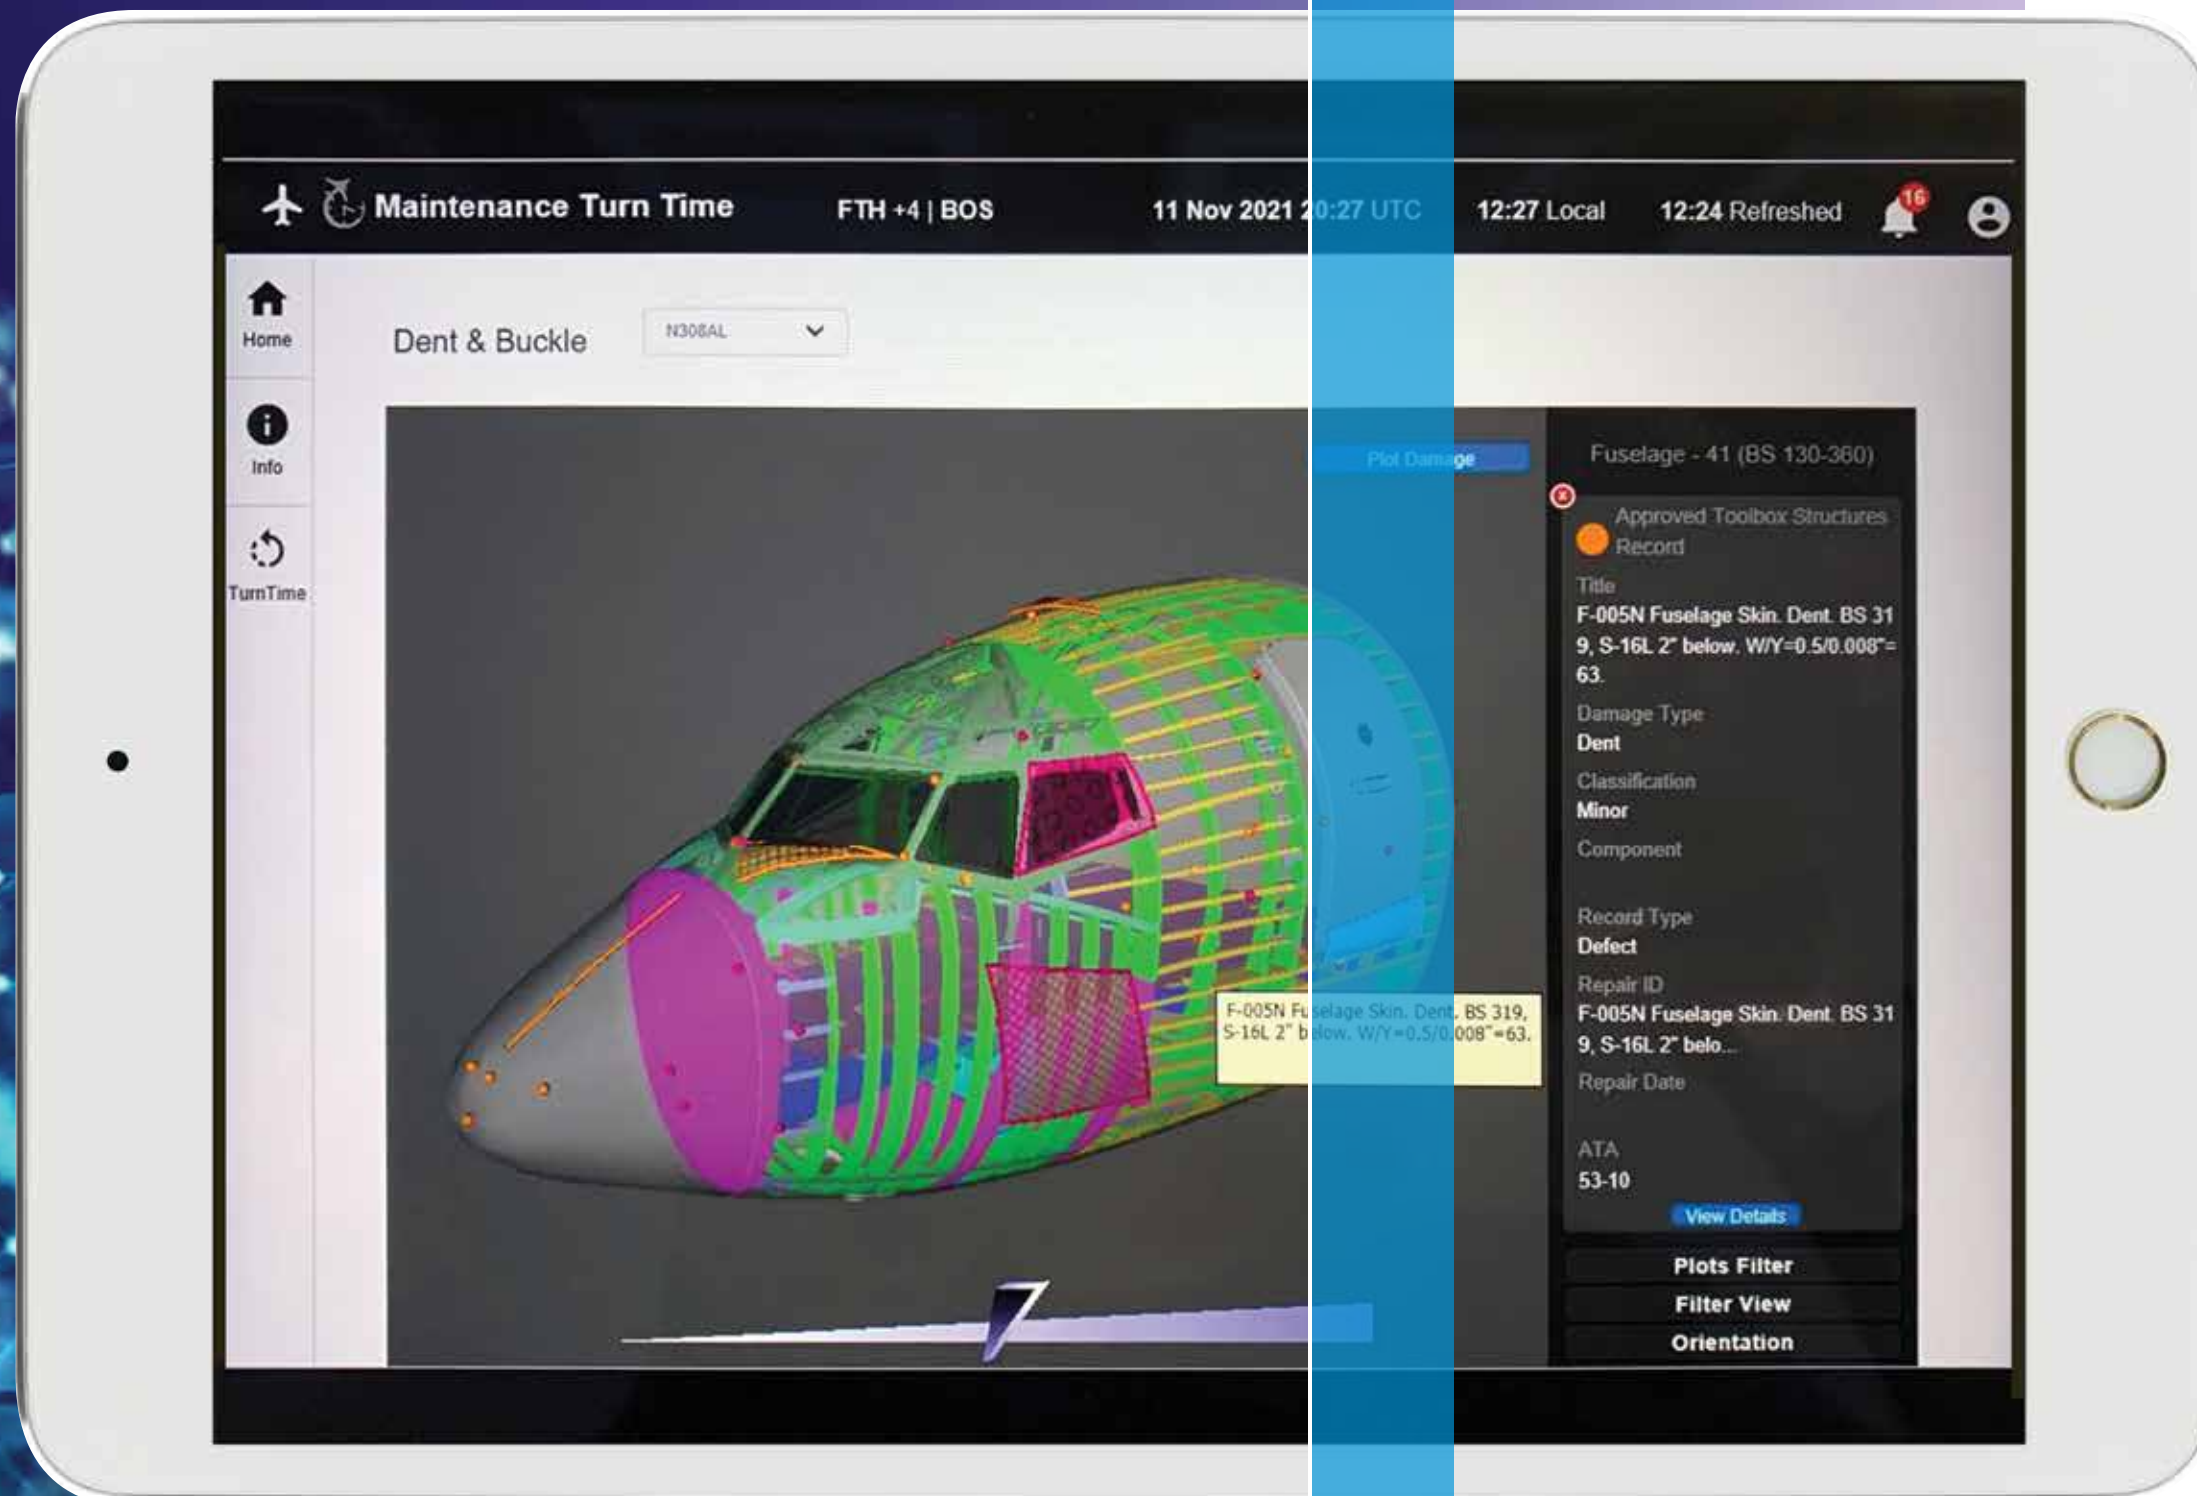 Maintenance Turn Time FTH +4 | BOS 11 Nov 2021 20:27 UTC 12:27 Local 12:24 Refreshed 16
Home
Info
TurnTime
Dent & Buckle N308AL
Plot Damage
F-005N Fuselage Skin. Dent. BS 319,
S-16L 2" below. W/Y=0.5/0.008"=63.
7
Fuselage - 41 (BS 130-360)
x
Approved Toolbox Structures
Record
Title
F-005N Fuselage Skin. Dent. BS 31
9, S-16L 2" below. W/Y=0.5/0.008"=
63.
Damage Type
Dent
Classification
Minor
Component
Record Type
Defect
Repair ID
F-005N Fuselage Skin. Dent. BS 31
9, S-16L 2" belo...
Repair Date
ATA
53-10
View Details
Plots Filter
Filter View
Orientation